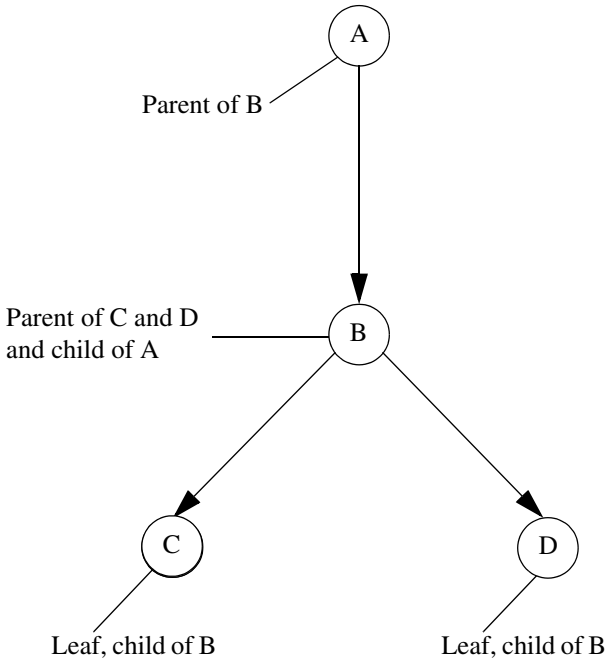 A
Parent of B
Parent of C and D
and child of A
B
C
D
Leaf, child of B
Leaf, child of B